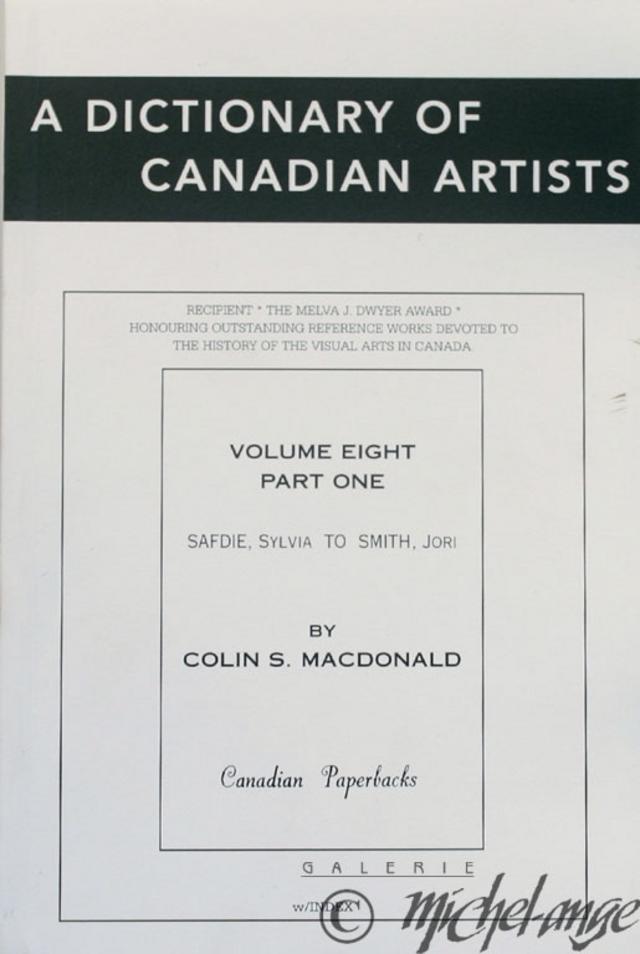 A DICTIONARY OF
CANADIAN ARTISTS
RECIPIENT * THE MELVA J. DWYER AWARD *
HONOURING OUTSTANDING REFERENCE WORKS DEVOTED TO
THE HISTORY OF THE VISUAL ARTS IN CANADA
VOLUME EIGHT
PART ONE
SAFDIE, SYLVIA TO SMITH, JORI
BY
COLIN S. MACDONALD
Canadian Paperbacks
GALERIE
w/INDEX
© michel-ange